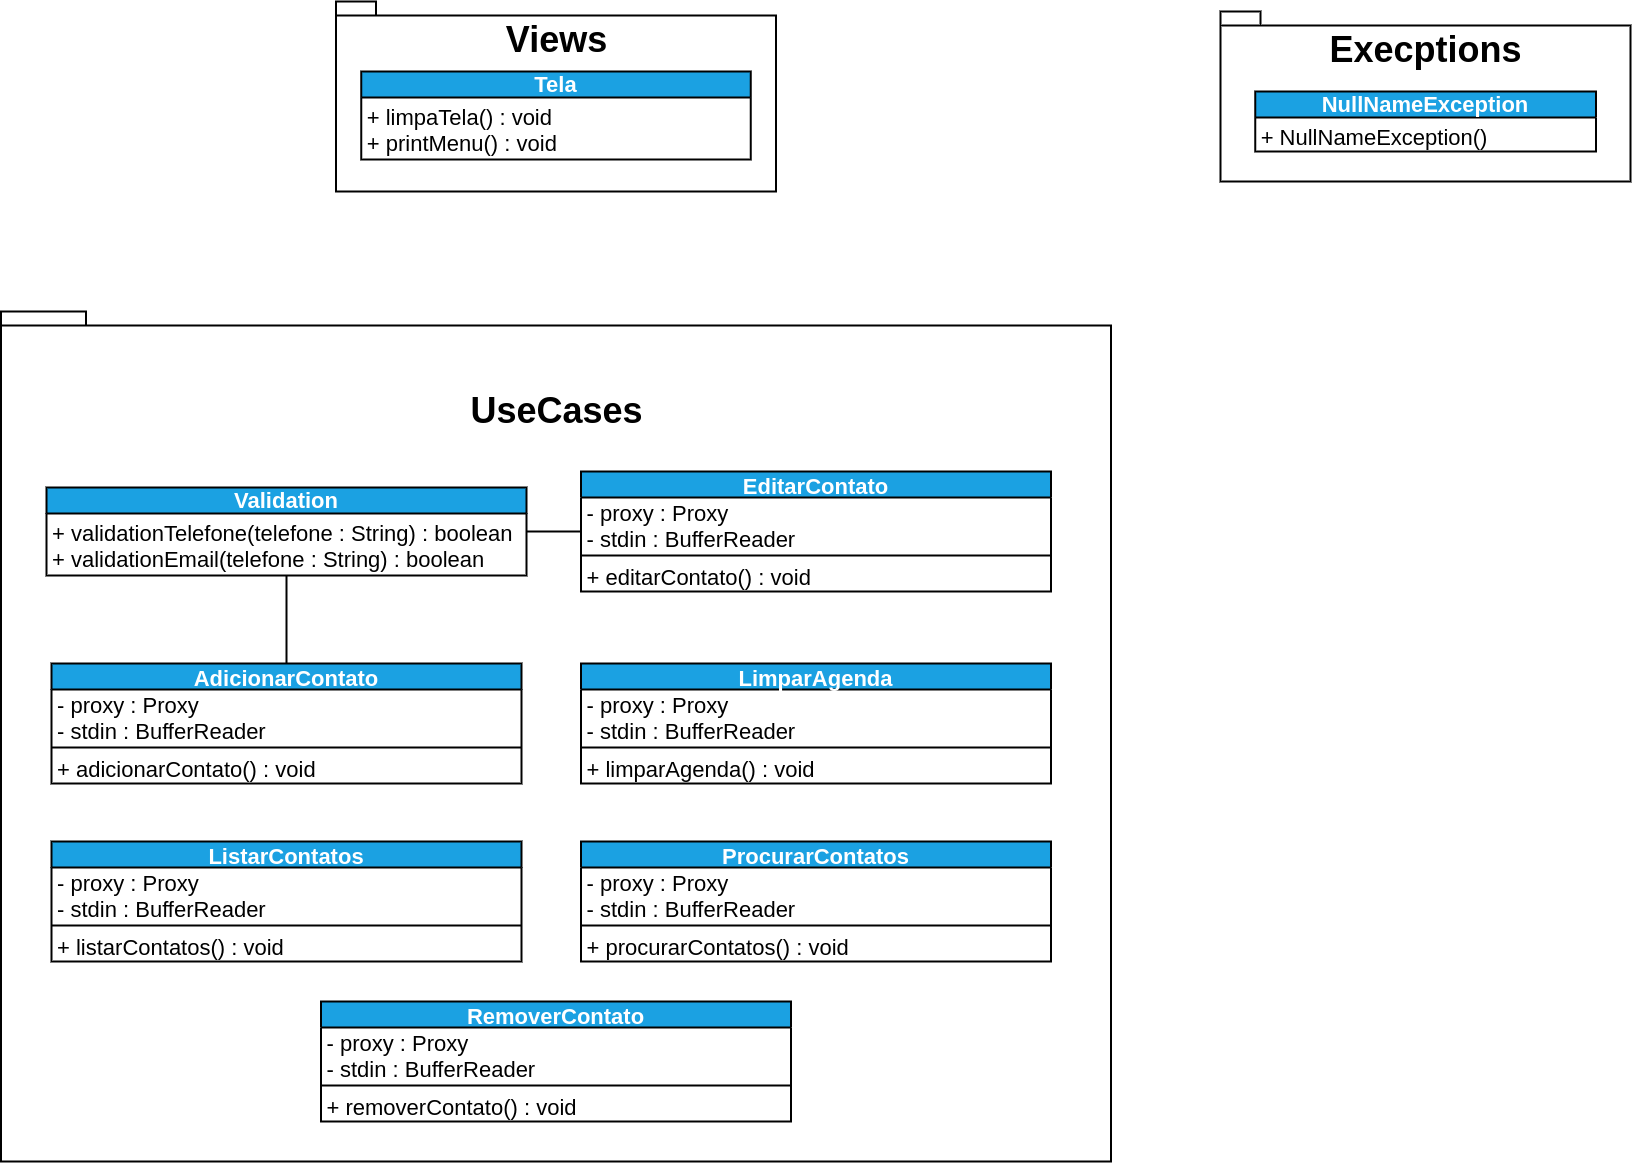 Views
Tela
+ limpaTela() : void
+ printMenu() : void
Execptions
NullNameException
+ NullNameException()
UseCases
Validation
+ validationTelefone(telefone : String) : boolean
+ validationEmail(telefone : String) : boolean
EditarContato
- proxy : Proxy
- stdin : BufferReader
+ editarContato() : void
AdicionarContato
- proxy : Proxy
- stdin : BufferReader
+ adicionarContato() : void
LimparAgenda
- proxy : Proxy
- stdin : BufferReader
+ limparAgenda() : void
ListarContatos
- proxy : Proxy
- stdin : BufferReader
+ listarContatos() : void
ProcurarContatos
- proxy : Proxy
- stdin : BufferReader
+ procurarContatos() : void
RemoverContato
- proxy : Proxy
- stdin : BufferReader
+ removerContato() : void